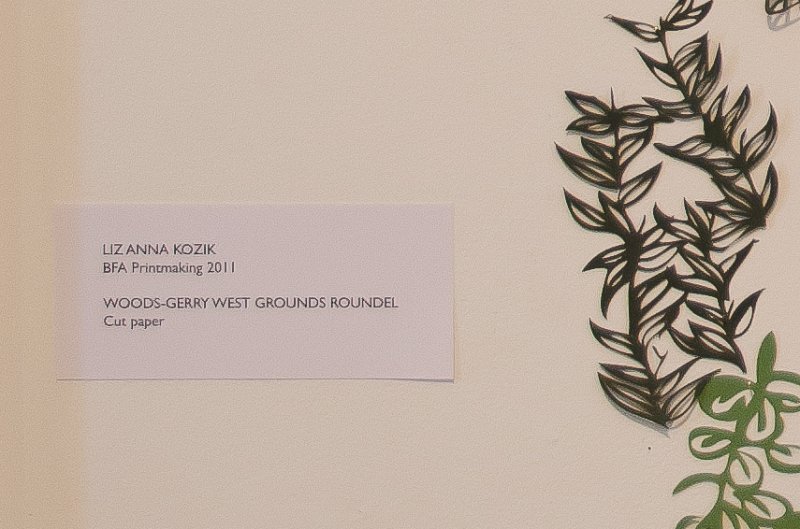 LIZ ANNA KOZIK
BFA Printmaking 2011
WOODS-GERRY WEST GROUNDS ROUNDEL
Cut paper